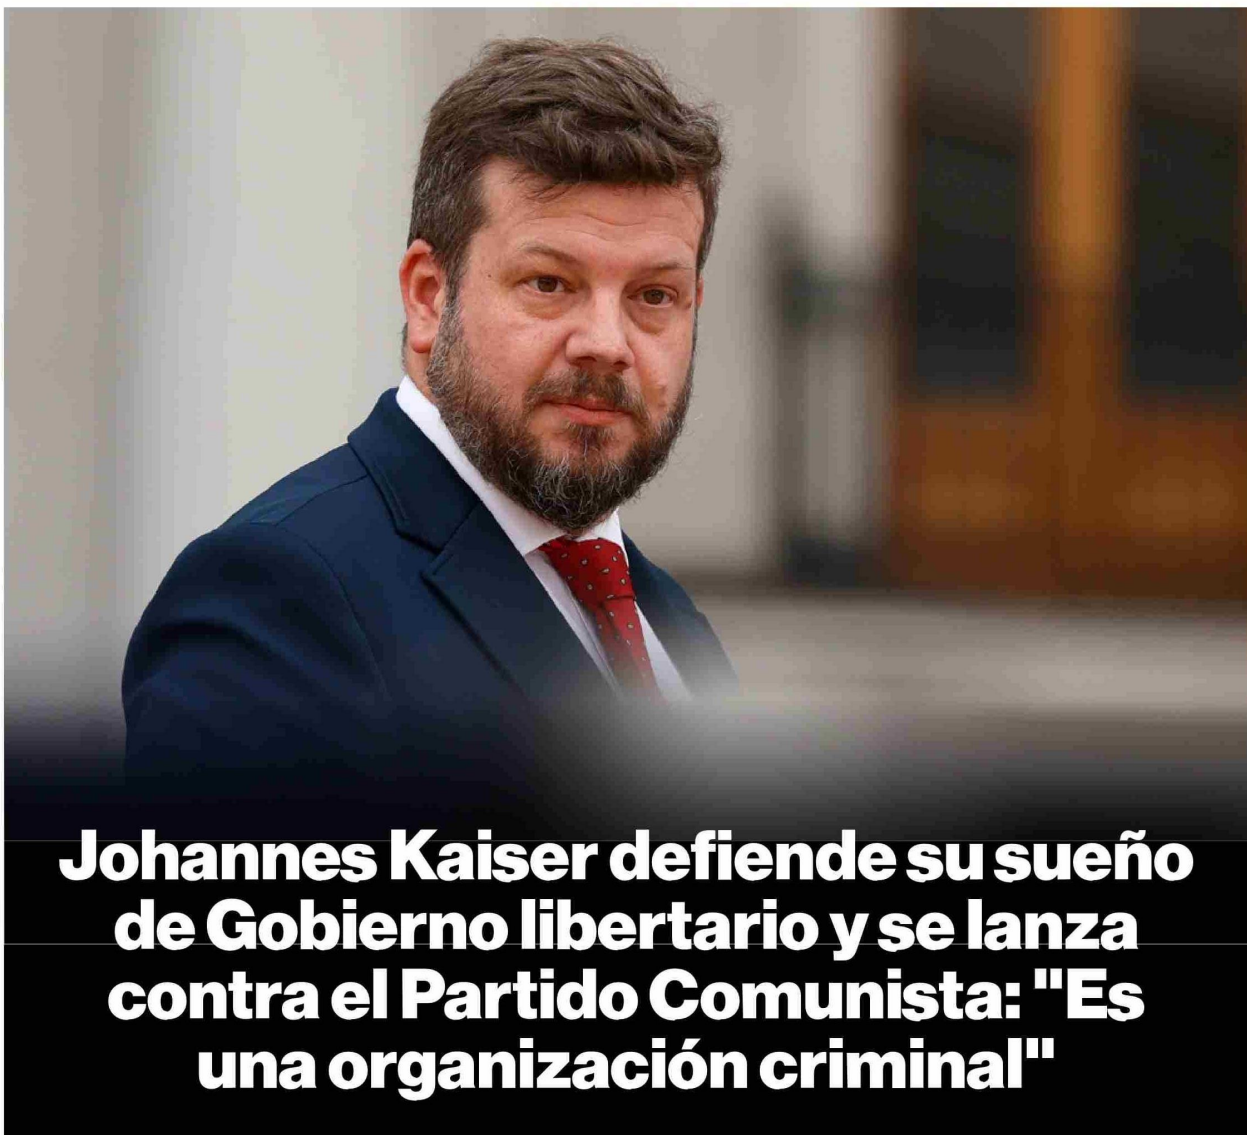 Johannes Kaiser defiende su sueño
de Gobierno libertario y se lanza
contra el Partido Comunista: "Es
una organización criminal"